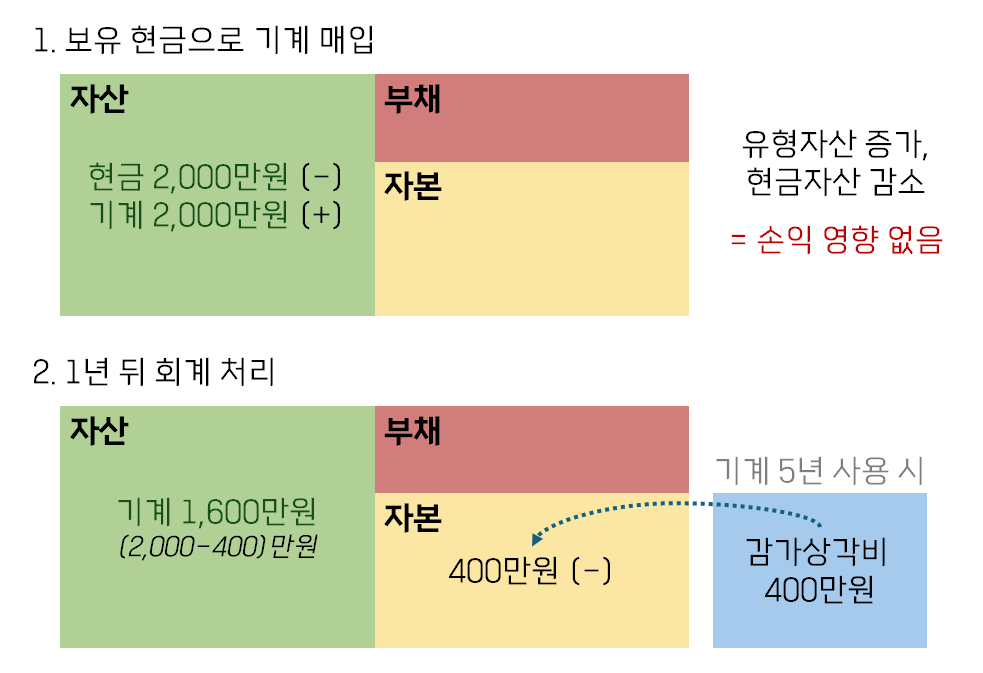 1. 보유 현금으로 기계 매입
자산
부채
현금 2,000만원 (-)
기계 2,000만원 (+)
자본
유형자산 증가,
현금자산 감소
= 손익 영향 없음
2. 1년 뒤 회계 처리
자산
부채
기계 1,600만원
(2,000-400)만원
자본
400만원 (-)
기계 5년 사용 시
감가상각비
400만원